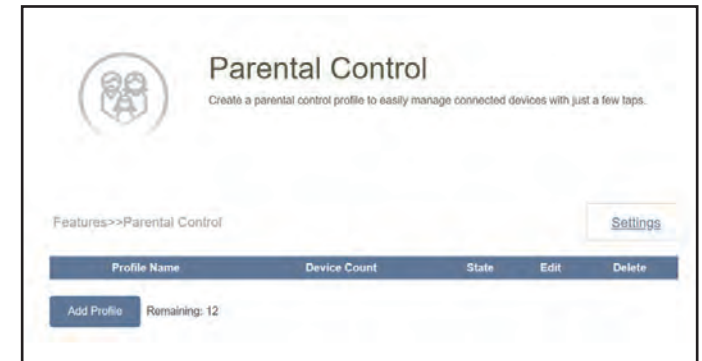 Parental Control
Create a parental control profile to easily manage connected devices with just a few taps.
Features>>Parental Control
Settings
Profile Name Device Count State Edit Delete
Add Profile Remaining: 12